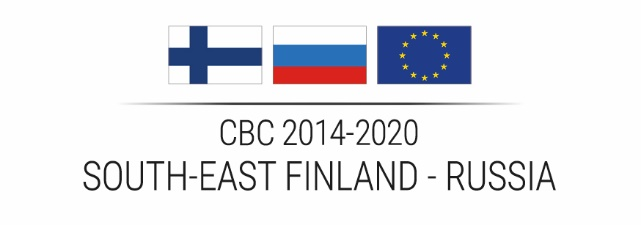 CBC 2014-2020
SOUTH-EAST FINLAND - RUSSIA